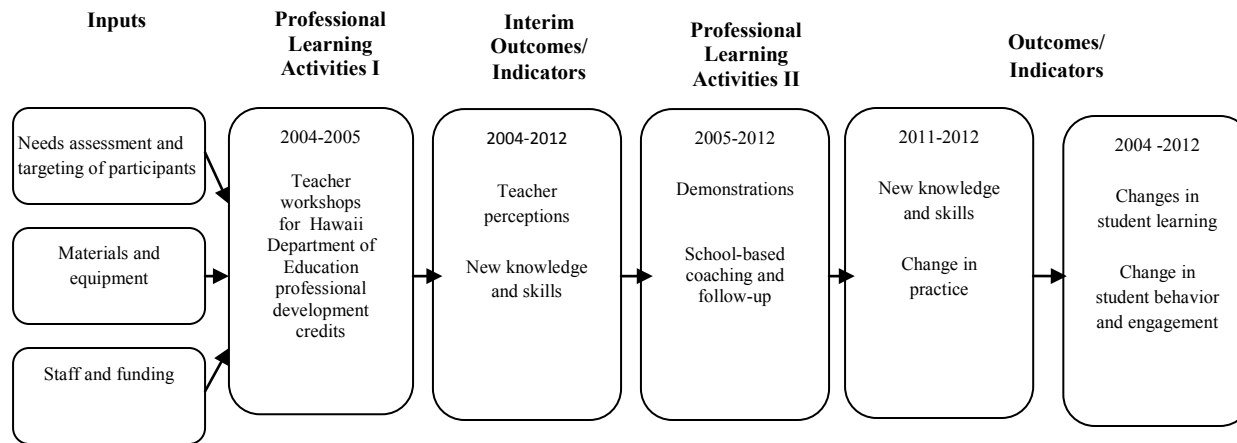 Inputs
Professional
Learning
Activities I
Interim
Outcomes/
Indicators
Professional
Learning
Activities II
Outcomes/
Indicators
Needs assessment and
targeting of participants
Materials and
equipment
Staff and funding
2004-2005
Teacher
workshops
for Hawaii
Department of
Education
professional
development
credits
2004-2012
Teacher
perceptions
New knowledge
and skills
2005-2012
Demonstrations
School-based
coaching and
follow-up
2011-2012
New knowledge
and skills
Change in
practice
2004 -2012
Changes in
student learning
Change in
student behavior
and engagement